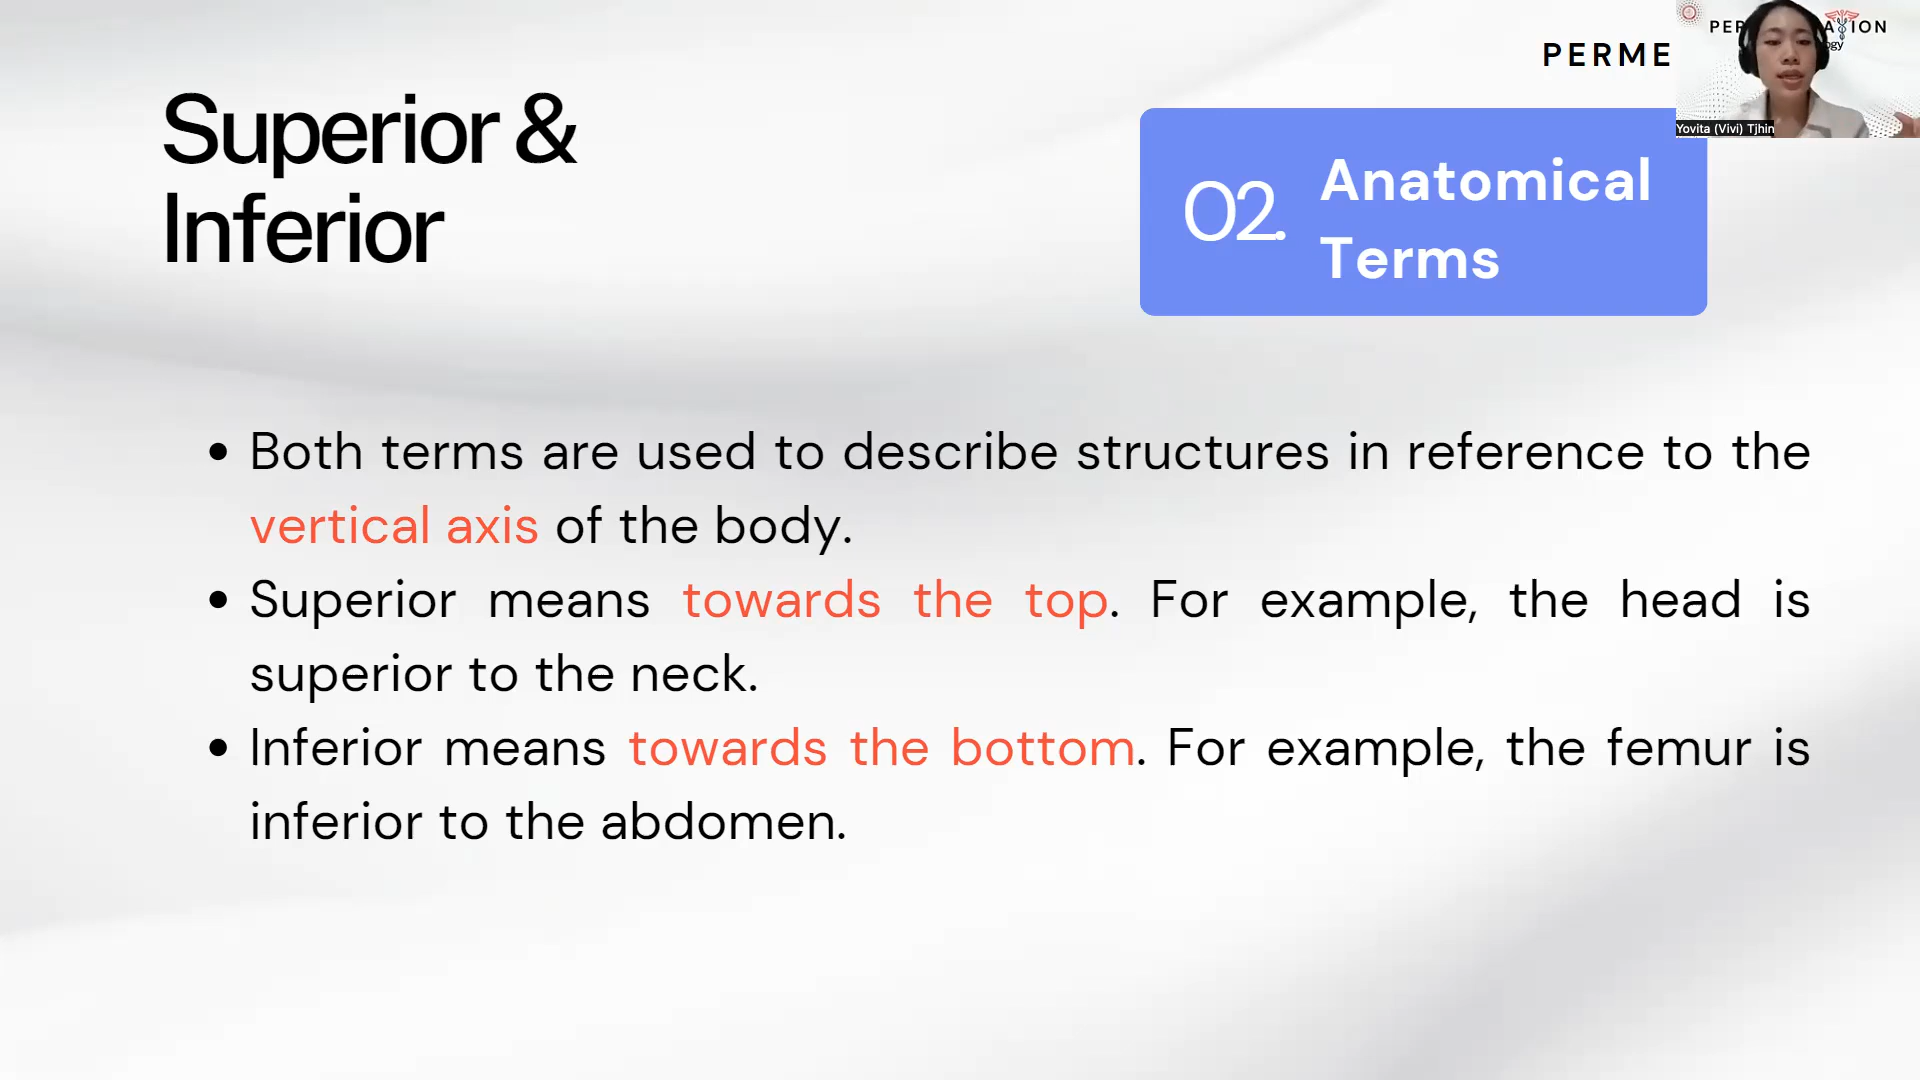 Superior &
Inferior
PERME
Yovita (Vivi) Tjhin
02.
Anatomical
Terms
• Both terms are used to describe structures in reference to the
vertical axis of the body.
• Superior means towards the top. For example, the head is
superior to the neck.
• Inferior means towards the bottom. For example, the femur is
inferior to the abdomen.